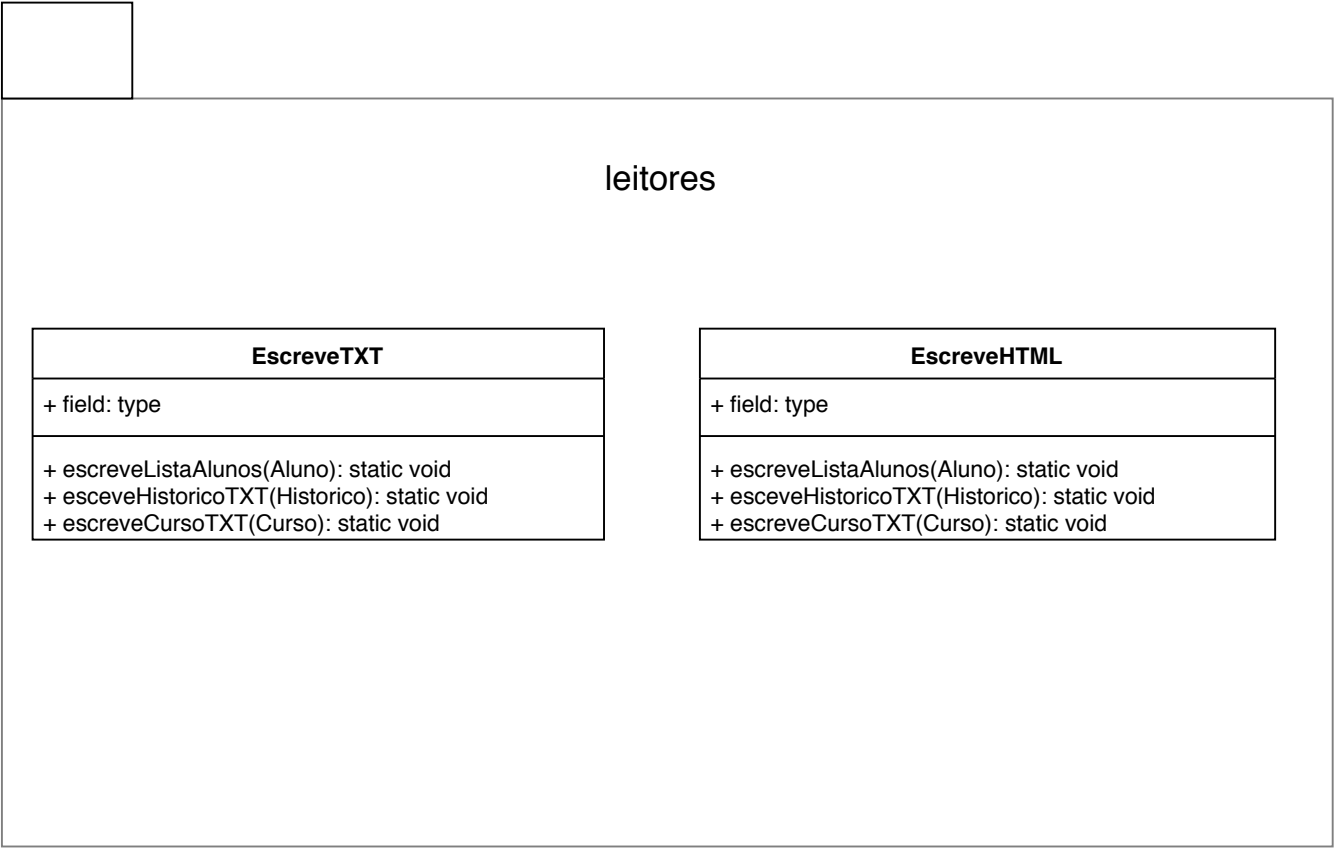 leitores
EscreveTXT
+ field: type
+ escreveListaAlunos(Aluno): static void
+ esceveHistoricoTXT(Historico): static void
+ escreveCursoTXT(Curso): static void
EscreveHTML
+ field: type
+ escreveListaAlunos(Aluno): static void
+ esceveHistoricoTXT(Historico): static void
+ escreveCursoTXT(Curso): static void